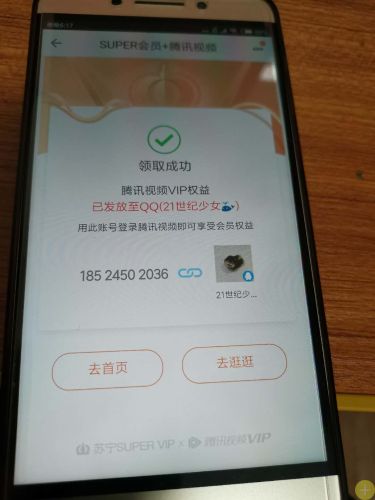 SUPER会员+腾讯视频
领取成功
腾讯视频VIP权益
已发放至QQ(21世纪少女🐳)
用此账号登录腾讯视频即可享受会员权益
185 2450 2036
21世纪少...
去首页
去逛逛
苏宁SUPER VIP × 腾讯视频VIP